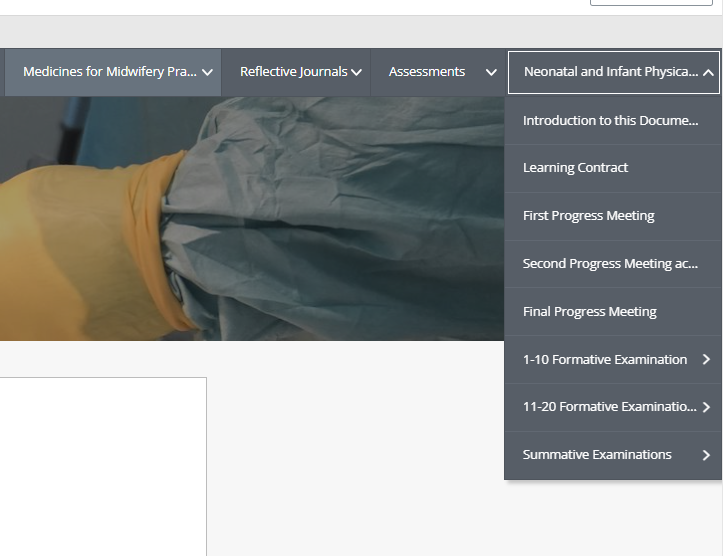 Medicines for Midwifery Pra...
Reflective Journals
Assessments
Neonatal and Infant Physica...
Introduction to this Docume...
Learning Contract
First Progress Meeting
Second Progress Meeting ac...
Final Progress Meeting
1-10 Formative Examination
11-20 Formative Examinatio...
Summative Examinations